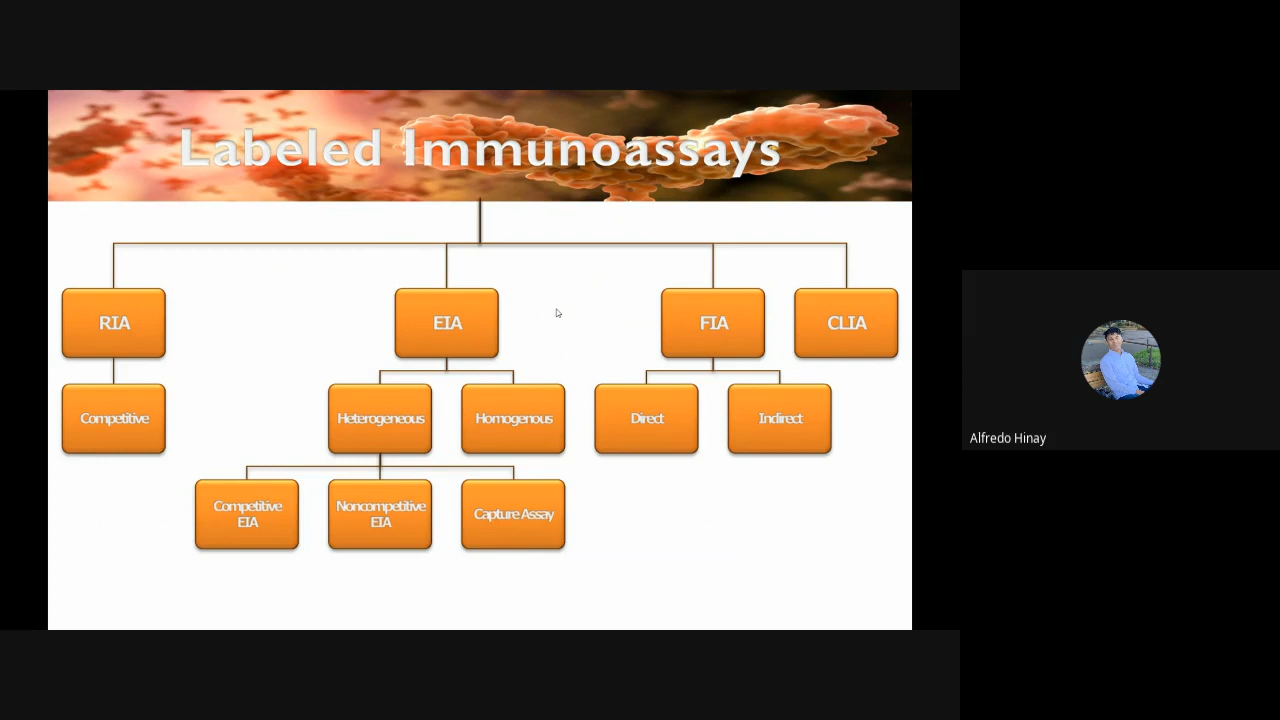 Labeled Immunoassays
RIA
EIA
FIA
CLIA
Competitive
Heterogeneous
Homogenous
Direct
Indirect
Competitive
EIA
Noncompetitive
EIA
Capture Assay
Alfredo Hinay